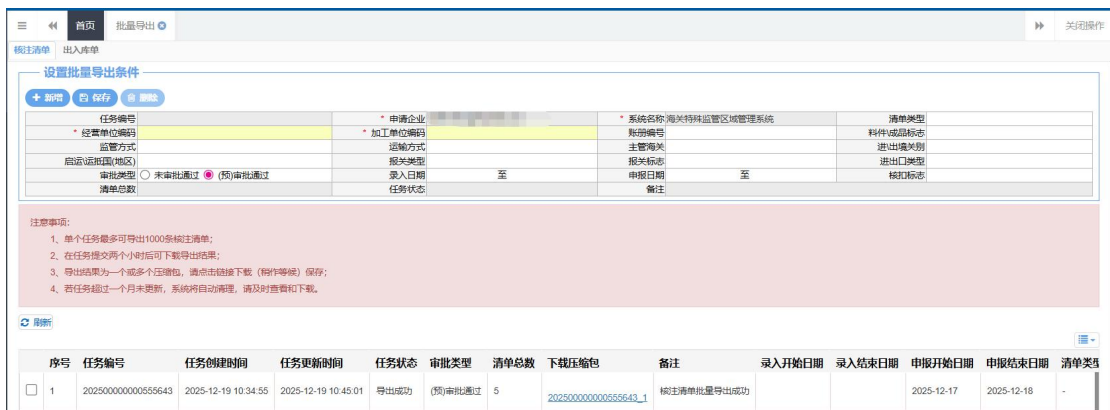 首页 批量导出 关闭操作
核注清单 出入库单
设置批量导出条件
新增 保存 删除
任务编号 * 申请企业 * 系统名称 海关特殊监管区域管理系统 清单类型
* 经营单位编码 * 加工单位编码 账册编号 料件\成品标志
监管方式 运输方式 主管海关 进\出境关别
启运\运抵国(地区) 报关类型 报关标志 进出口类型
审批类型 未审批通过 (预)审批通过 录入日期 至 申报日期 至 核扣标志
清单总数 任务状态 备注
注意事项:
1、单个任务最多可导出1000条核注清单;
2、在任务提交两个小时后可下载导出结果;
3、导出结果为一个或多个压缩包，请点击链接下载（稍作等候）保存;
4、若任务超过一个月未更新，系统将自动清理，请及时查看和下载。
刷新
序号 任务编号 任务创建时间 任务更新时间 任务状态 审批类型 清单总数 下载压缩包 备注 录入开始日期 录入结束日期 申报开始日期 申报结束日期 清单类型
1 202500000000555643 2025-12-19 10:34:55 2025-12-19 10:45:01 导出成功 (预)审批通过 5 202500000000555643_1 核注清单批量导出成功 2025-12-17 2025-12-18 -